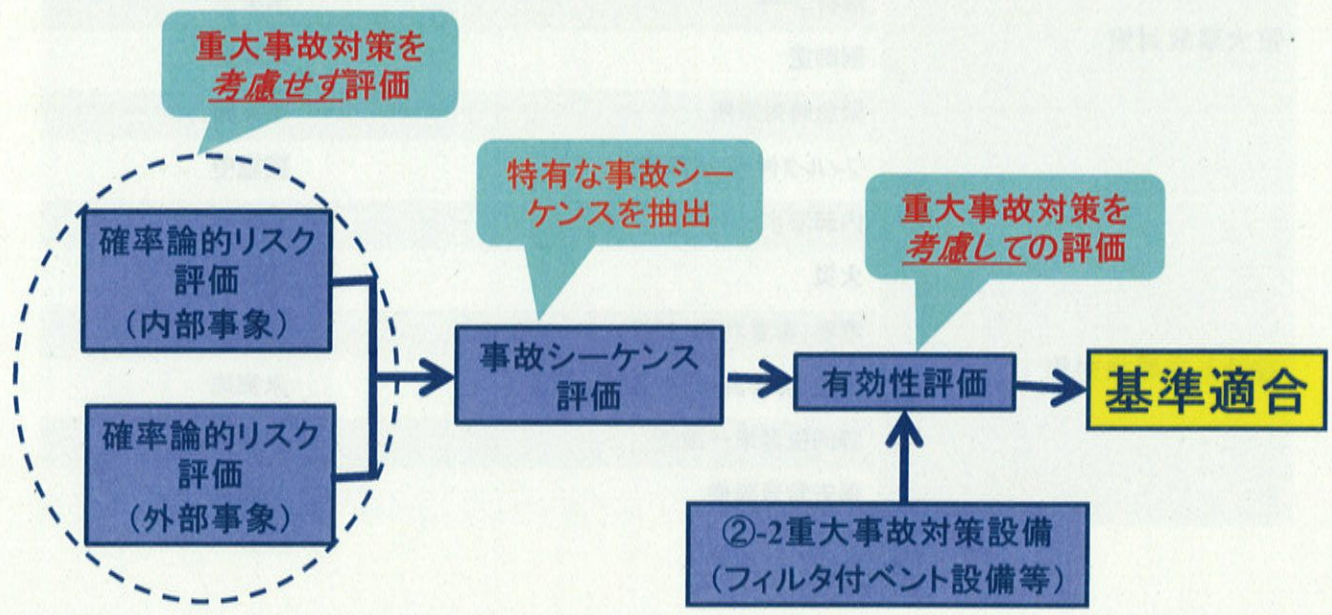 重大事故対策を
考慮せず評価
特有な事故シー
ケンスを抽出
重大事故対策を
考慮しての評価
確率論的リスク
評価
（内部事象）
確率論的リスク
評価
（外部事象）
事故シーケンス
評価
有効性評価
基準適合
②-2重大事故対策設備
（フィルタ付ベント設備等）
制御室
火災